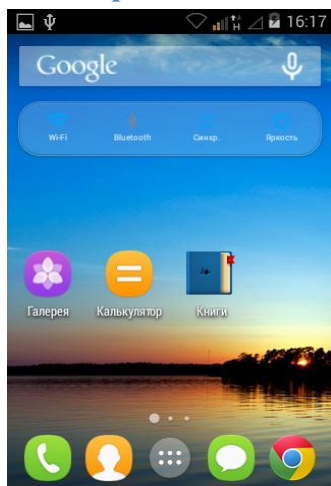 16:17
Google
Wi-Fi Bluetooth Синхр. Яркость
Галерея Калькулятор Книги